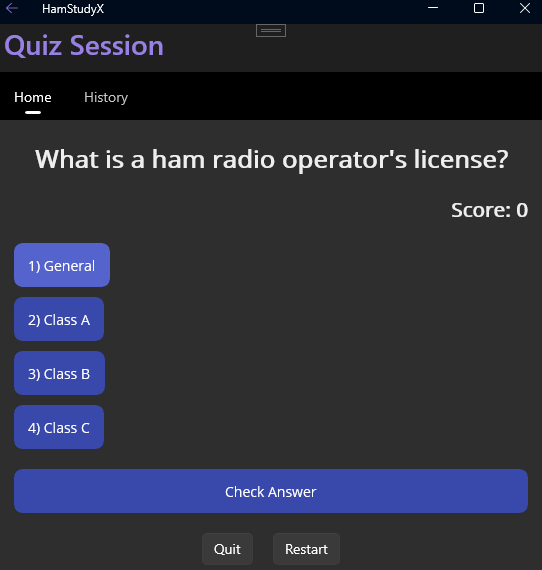 HamStudyX
Quiz Session
Home History
What is a ham radio operator's license?
Score: 0
1) General
2) Class A
3) Class B
4) Class C
Check Answer
Quit Restart